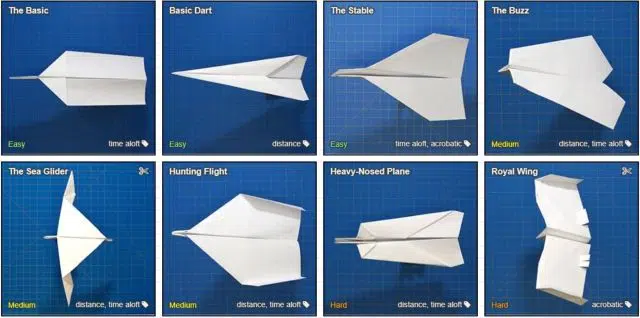 The Basic
Easy
time aloft
Basic Dart
Easy
distance
The Stable
Easy
time aloft, acrobatic
The Buzz
Medium
distance, time aloft
The Sea Glider
Medium
distance, time aloft
Hunting Flight
Medium
distance, time aloft
Heavy-Nosed Plane
Hard
distance, time aloft
Royal Wing
Hard
acrobatic